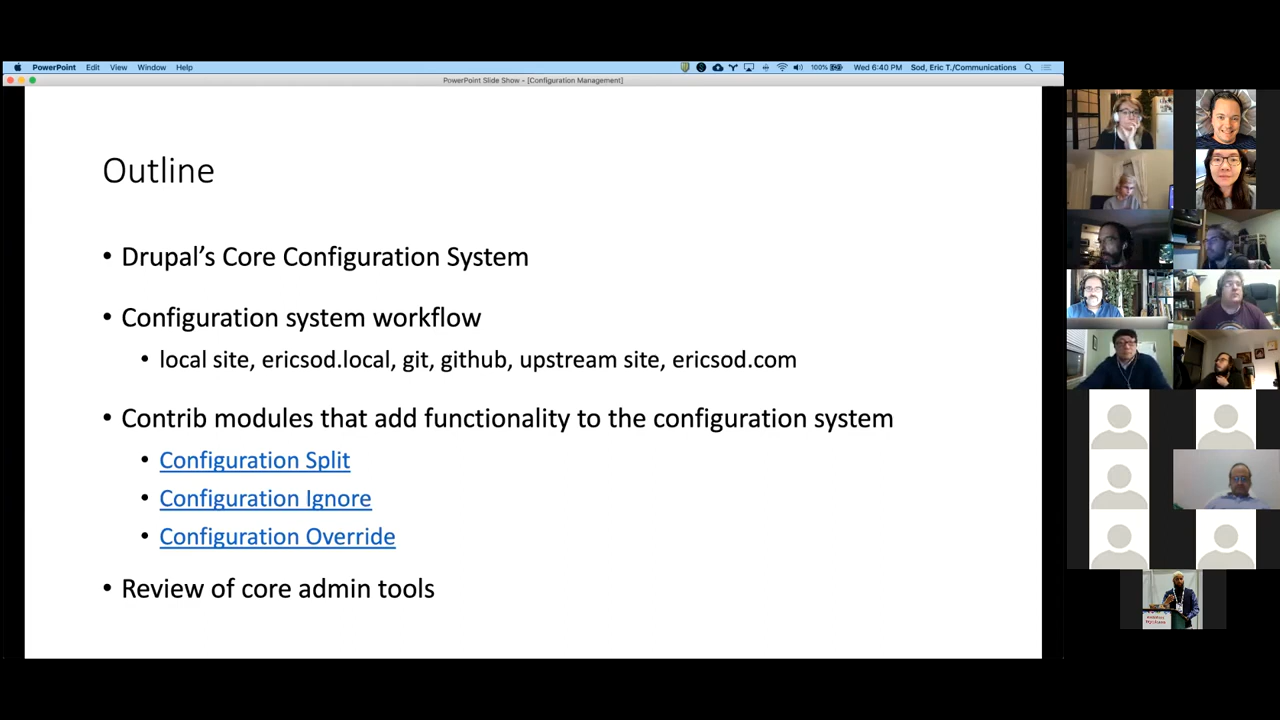 PowerPoint Edit View Window Help 100% Wed 6:40 PM Sod, Eric T./Communications
PowerPoint Slide Show - [Configuration Management]
Outline
• Drupal’s Core Configuration System
• Configuration system workflow
• local site, ericsod.local, git, github, upstream site, ericsod.com
• Contrib modules that add functionality to the configuration system
• Configuration Split
• Configuration Ignore
• Configuration Override
• Review of core admin tools